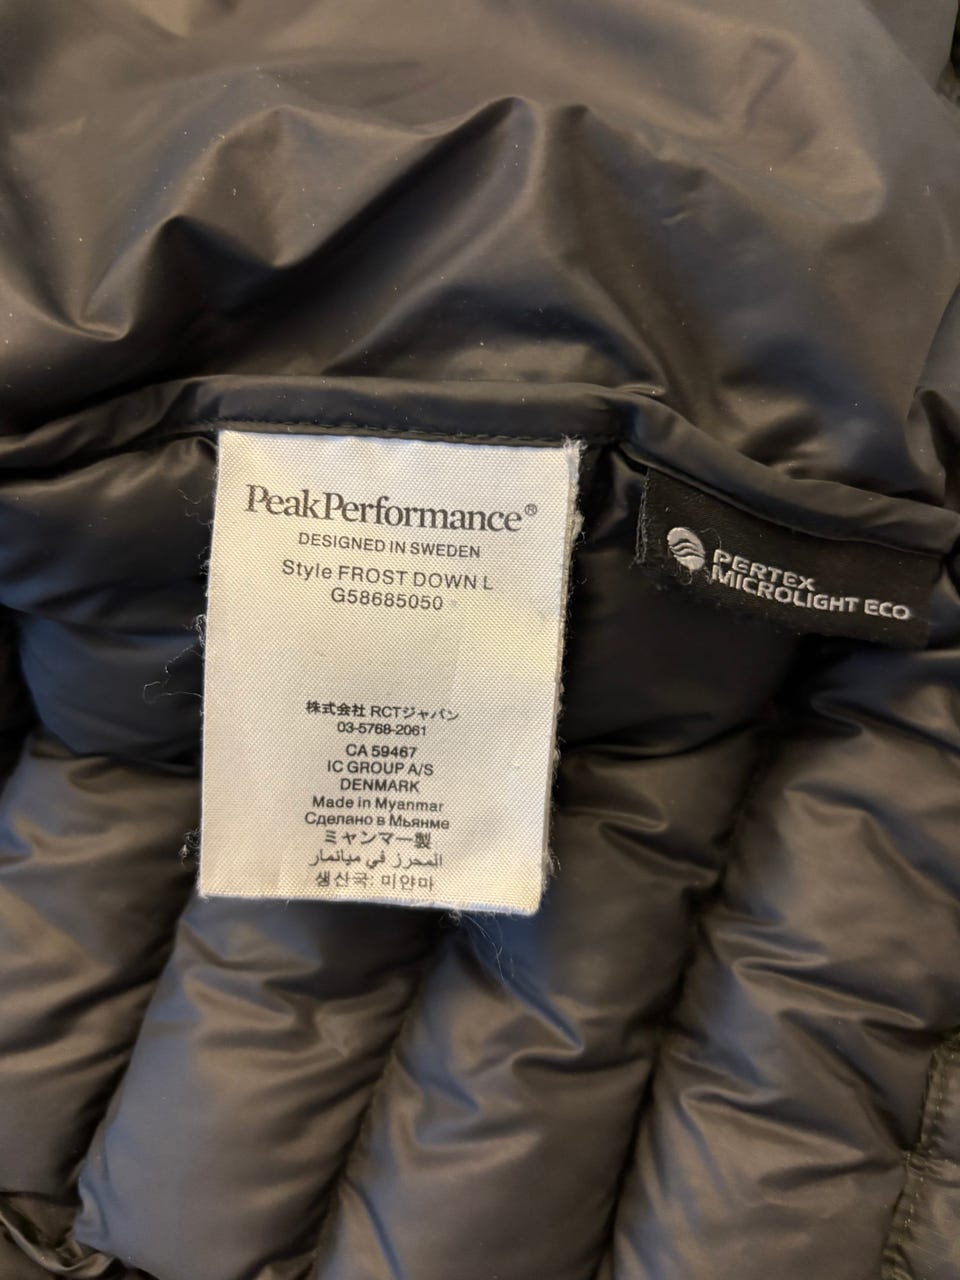 PeakPerformance®
DESIGNED IN SWEDEN
Style FROST DOWN L
G58685050
株式会社 RCTジャパン
03-5768-2061
CA 59467
IC GROUP A/S
DENMARK
Made in Myanmar
Сделано в Мьянме
ミャンマー製
المحرز في ميانمار
생산국: 미얀마
PERTEX
MICROLIGHT ECO